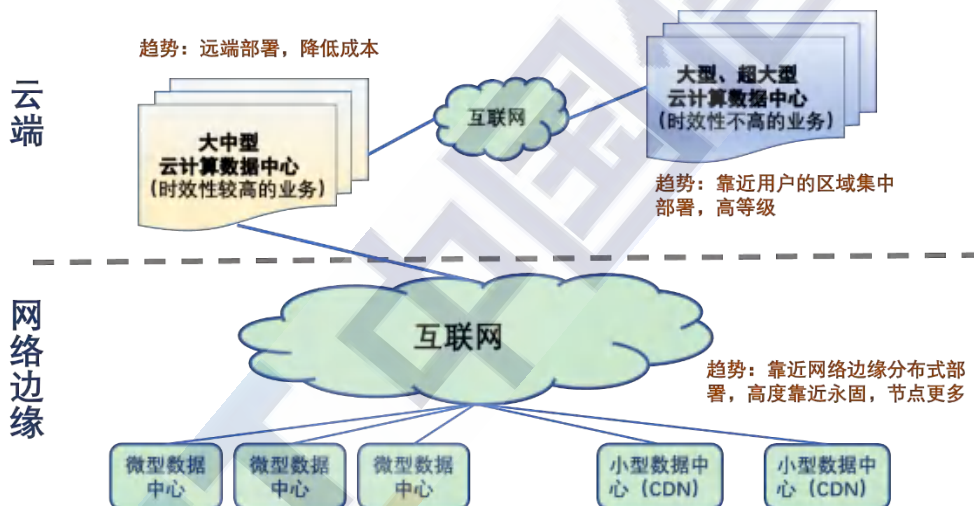 云端
趋势：远端部署，降低成本
大中型
云计算数据中心
（时效性较高的业务）
互联网
大型、超大型
云计算数据中心
（时效性不高的业务）
趋势：靠近用户的区域集中
部署，高等级
网络边缘
互联网
趋势：靠近网络边缘分布式部
署，高度靠近永固，节点更多
微型数据
中心
微型数据
中心
微型数据
中心
小型数据中
心（CDN）
小型数据中
心（CDN）